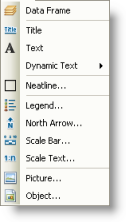 Data Frame
Title Title
A Text
Dynamic Text
Neatline...
Legend...
N North Arrow...
Scale Bar...
1:n Scale Text...
Picture...
Object...